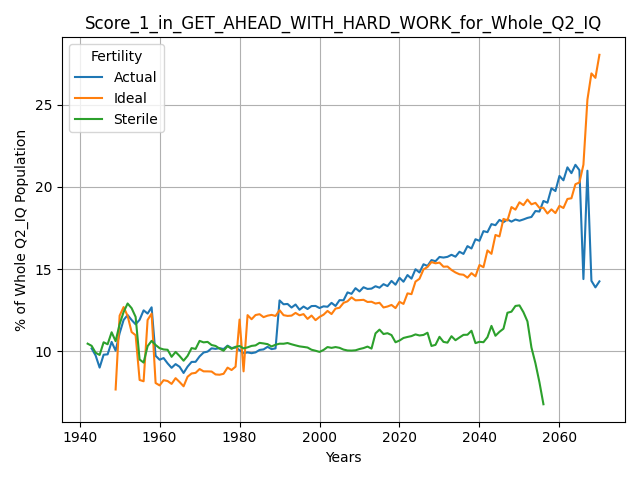 Score_1_in_GET_AHEAD_WITH_HARD_WORK_for_Whole_Q2_IQ
Fertility
Actual
Ideal
Sterile
% of Whole Q2_IQ Population
25
20
15
10
1940 1960 1980 2000 2020 2040 2060
Years